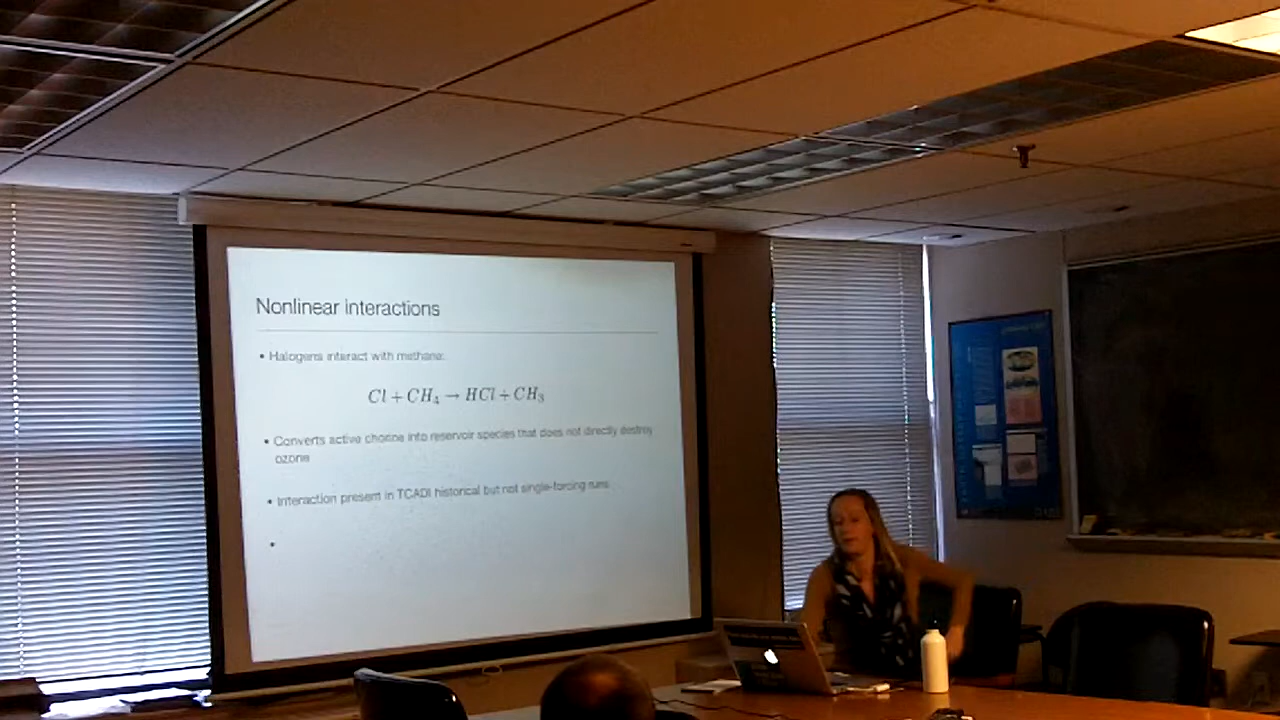 Nonlinear interactions
• Halogens interact with methane:
Cl + CH₄ → HCl + CH₃
• Converts active chorine into reservoir species that does not directly destroy
ozone
• Interaction present in TCADI historical but not single-forcing runs
•